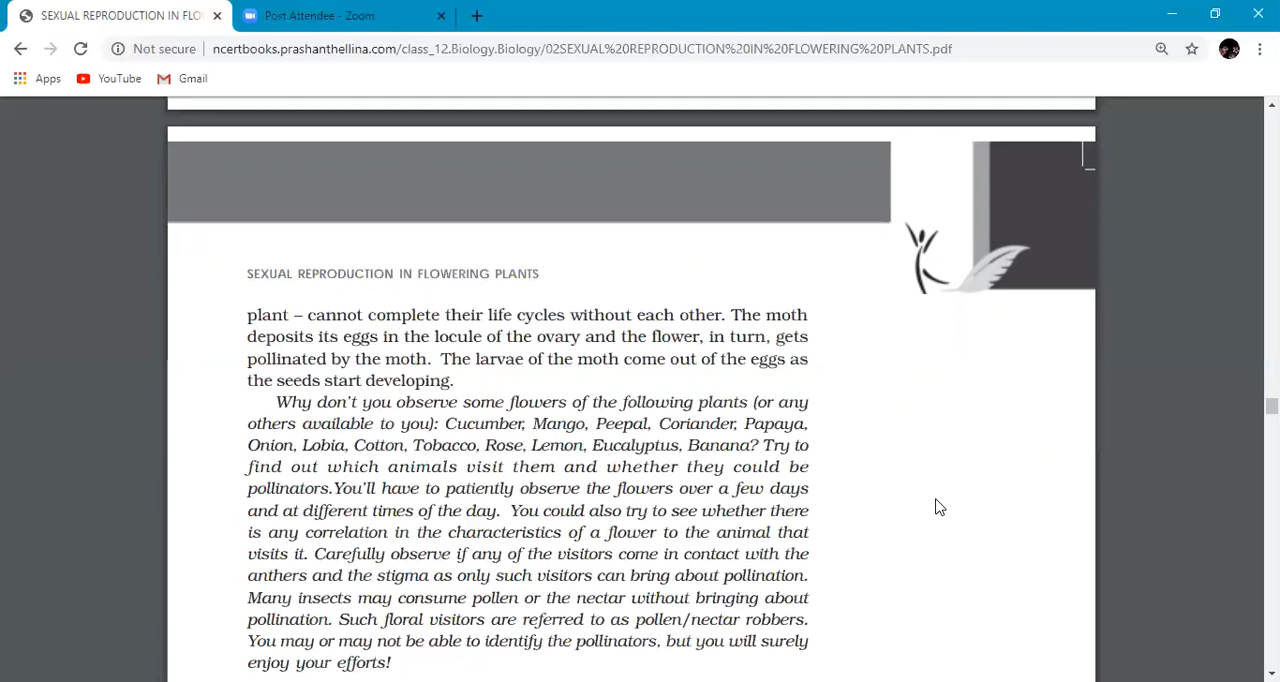 SEXUAL REPRODUCTION IN FLO
Post Attendee - Zoom
Not secure
ncertbooks.prashanthellina.com/class_12.Biology.Biology/02SEXUAL%20REPRODUCTION%20IN%20FLOWERING%20PLANTS.pdf
Apps
YouTube
Gmail
SEXUAL REPRODUCTION IN FLOWERING PLANTS
plant – cannot complete their life cycles without each other. The moth
deposits its eggs in the locule of the ovary and the flower, in turn, gets
pollinated by the moth. The larvae of the moth come out of the eggs as
the seeds start developing.
Why don't you observe some flowers of the following plants (or any
others available to you): Cucumber, Mango, Peepal, Coriander, Papaya,
Onion, Lobia, Cotton, Tobacco, Rose, Lemon, Eucalyptus, Banana? Try to
find out which animals visit them and whether they could be
pollinators.You'll have to patiently observe the flowers over a few days
and at different times of the day. You could also try to see whether there
is any correlation in the characteristics of a flower to the animal that
visits it. Carefully observe if any of the visitors come in contact with the
anthers and the stigma as only such visitors can bring about pollination.
Many insects may consume pollen or the nectar without bringing about
pollination. Such floral visitors are referred to as pollen/nectar robbers.
You may or may not be able to identify the pollinators, but you will surely
enjoy your efforts!